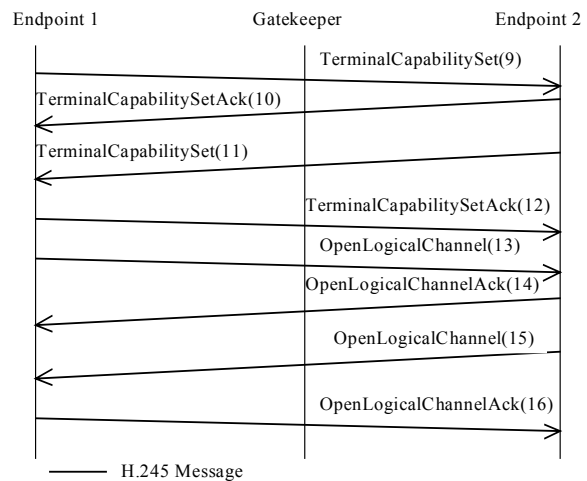 Endpoint 1 Gatekeeper Endpoint 2
TerminalCapabilitySet(9)
TerminalCapabilitySetAck(10)
TerminalCapabilitySet(11)
TerminalCapabilitySetAck(12)
OpenLogicalChannel(13)
OpenLogicalChannelAck(14)
OpenLogicalChannel(15)
OpenLogicalChannelAck(16)
H.245 Message